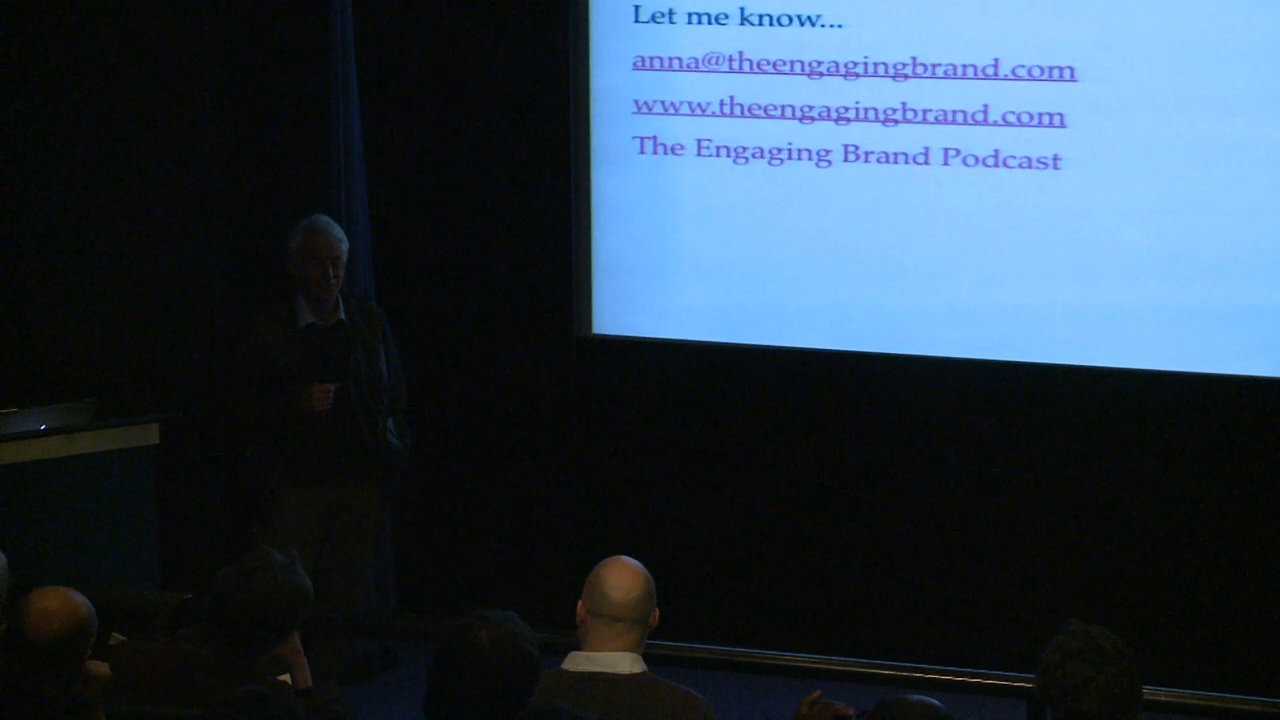 Let me know...
anna@theengagingbrand.com
www.theengagingbrand.com
The Engaging Brand Podcast